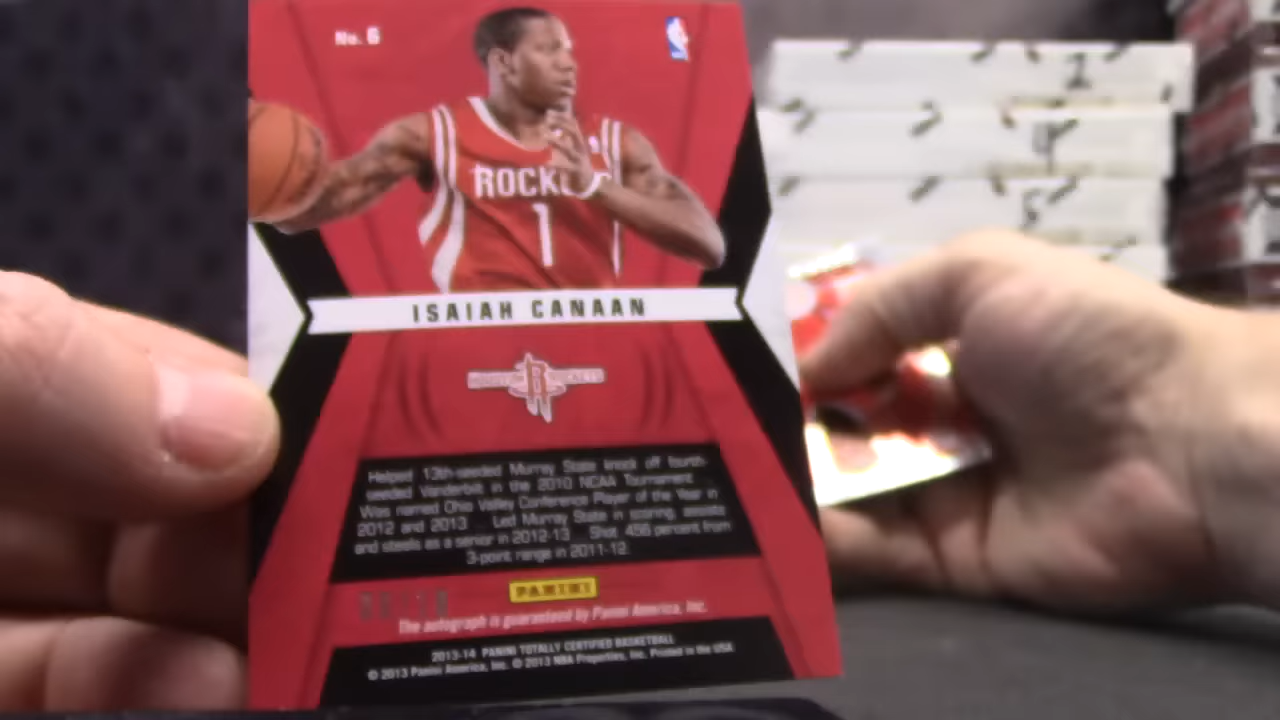 No. 6
ROCK
1
ISAIAH CANAAN
Helped 13th-seeded Murray State knock off fourth-
seeded Vanderbilt in the 2010 NCAA Tournament
Was named Ohio Valley Conference Player of the Year in
2012 and 2013 Led Murray State in scoring, assists
and steals as a senior in 2012-13 Shot .456 percent from
3-point range in 2011-12.
PANINI
The autograph is guaranteed by Panini America, Inc.
2013-14 PANINI TOTALLY CERTIFIED BASKETBALL
© 2013 Panini America, Inc. © 2013 NBA Properties, Inc. Printed in the USA
1
4
5